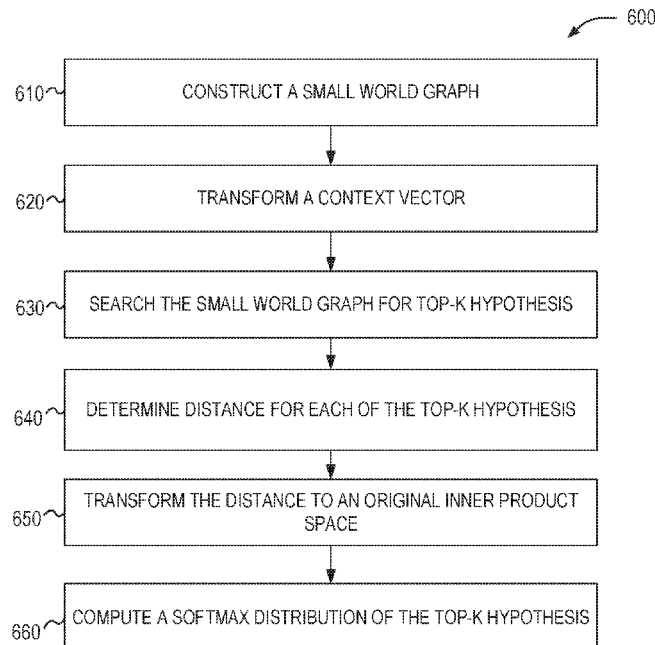 600
610
CONSTRUCT A SMALL WORLD GRAPH
620
TRANSFORM A CONTEXT VECTOR
630
SEARCH THE SMALL WORLD GRAPH FOR TOP-K HYPOTHESIS
640
DETERMINE DISTANCE FOR EACH OF THE TOP-K HYPOTHESIS
650
TRANSFORM THE DISTANCE TO AN ORIGINAL INNER PRODUCT
SPACE
660
COMPUTE A SOFTMAX DISTRIBUTION OF THE TOP-K HYPOTHESIS